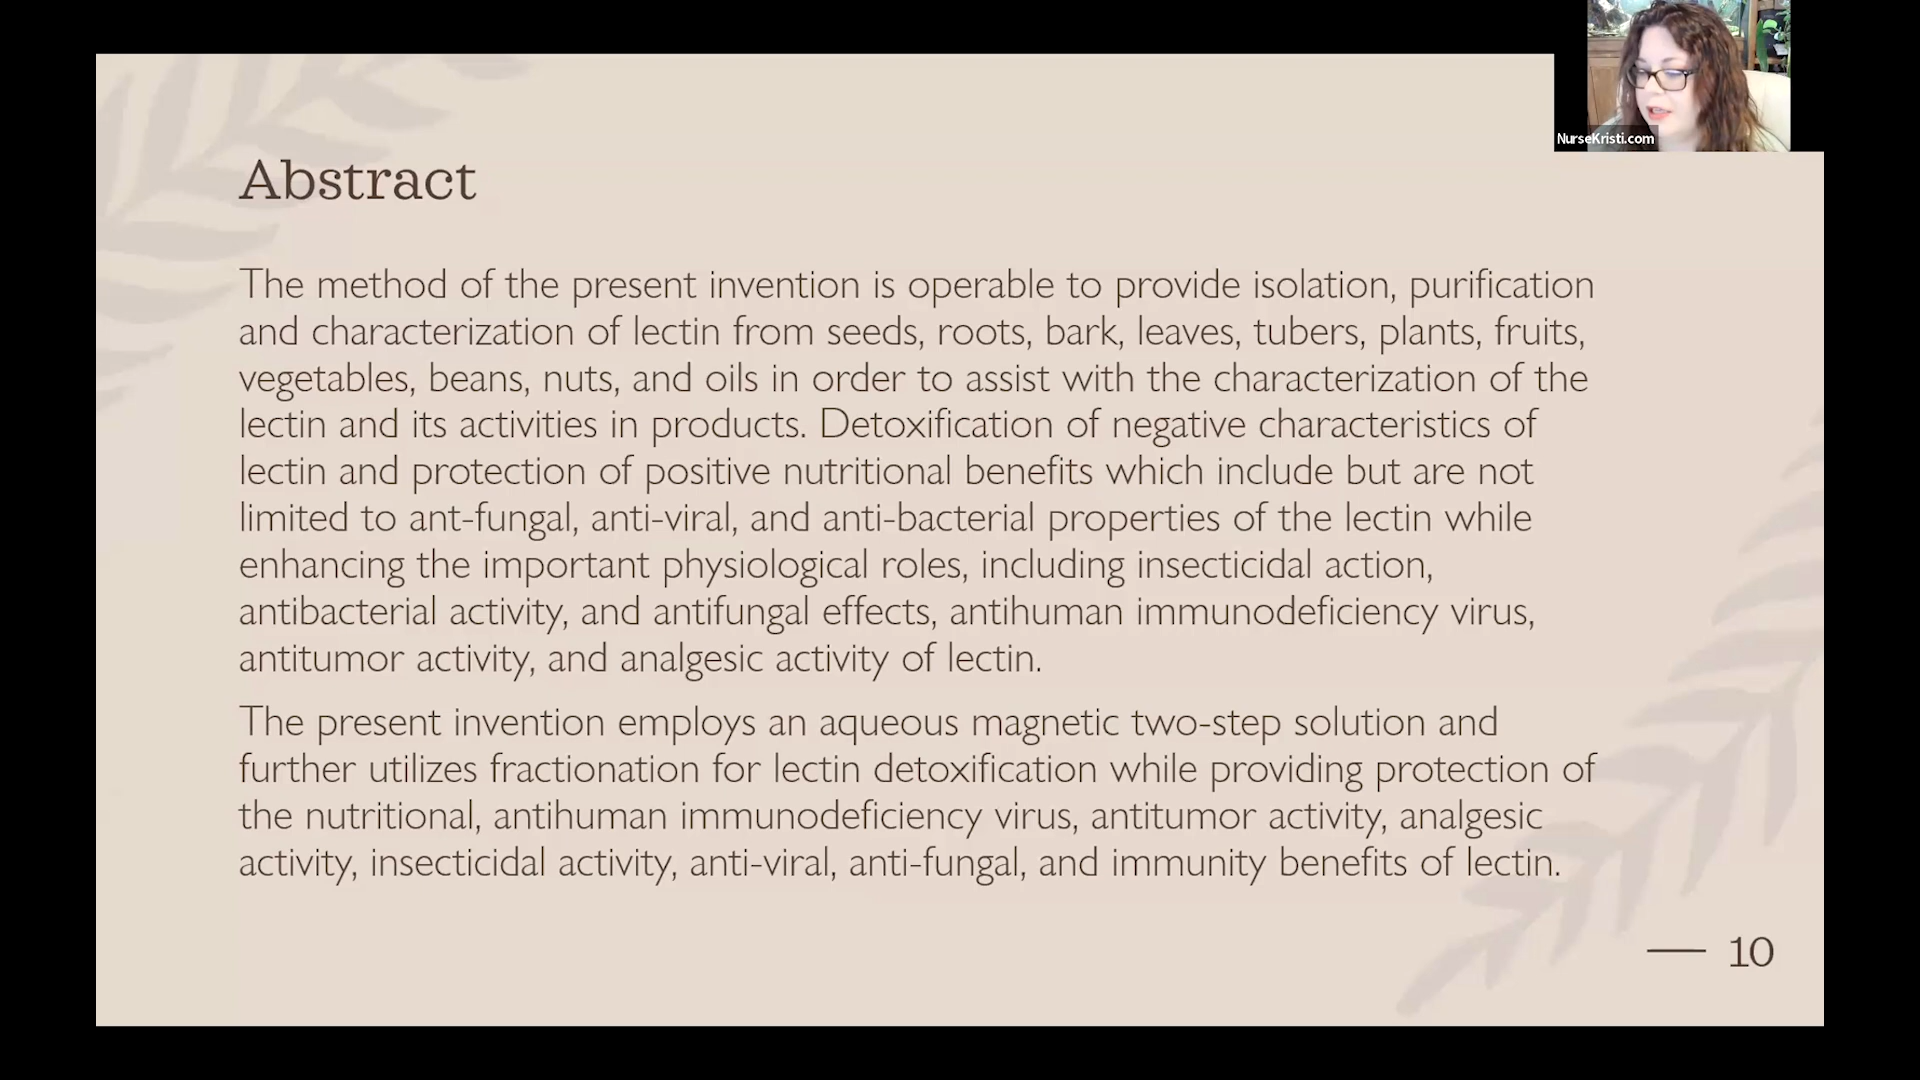 NurseKristi.com
Abstract
The method of the present invention is operable to provide isolation, purification
and characterization of lectin from seeds, roots, bark, leaves, tubers, plants, fruits,
vegetables, beans, nuts, and oils in order to assist with the characterization of the
lectin and its activities in products. Detoxification of negative characteristics of
lectin and protection of positive nutritional benefits which include but are not
limited to ant-fungal, anti-viral, and anti-bacterial properties of the lectin while
enhancing the important physiological roles, including insecticidal action,
antibacterial activity, and antifungal effects, antihuman immunodeficiency virus,
antitumor activity, and analgesic activity of lectin.
The present invention employs an aqueous magnetic two-step solution and
further utilizes fractionation for lectin detoxification while providing protection of
the nutritional, antihuman immunodeficiency virus, antitumor activity, analgesic
activity, insecticidal activity, anti-viral, anti-fungal, and immunity benefits of lectin.
— 10